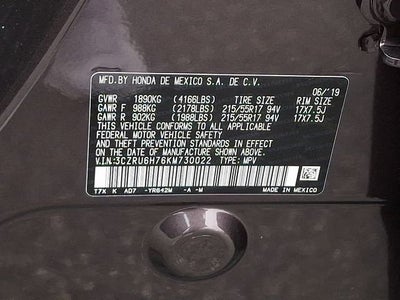 MFD. BY HONDA DE MEXICO S.A. DE C.V.
06/'19
GVWR 1890KG (4166LBS) TIRE SIZE RIM SIZE
GAWR F 988KG (2178LBS) 215/55R17 94V 17X7.5J
GAWR R 902KG (1988LBS) 215/55R17 94V 17X7.5J
THIS VEHICLE CONFORMS TO ALL APPLICABLE
FEDERAL MOTOR VEHICLE SAFETY, BUMPER,
AND THEFT PREVENTION STANDARDS IN EFFECT
ON THE DATE OF MANUFACTURE SHOWN ABOVE.
V.I.N:3CZRU6H76KM730022 TYPE: MPV
T7X K AD7 -YR642M -A -M MADE IN MEXICO